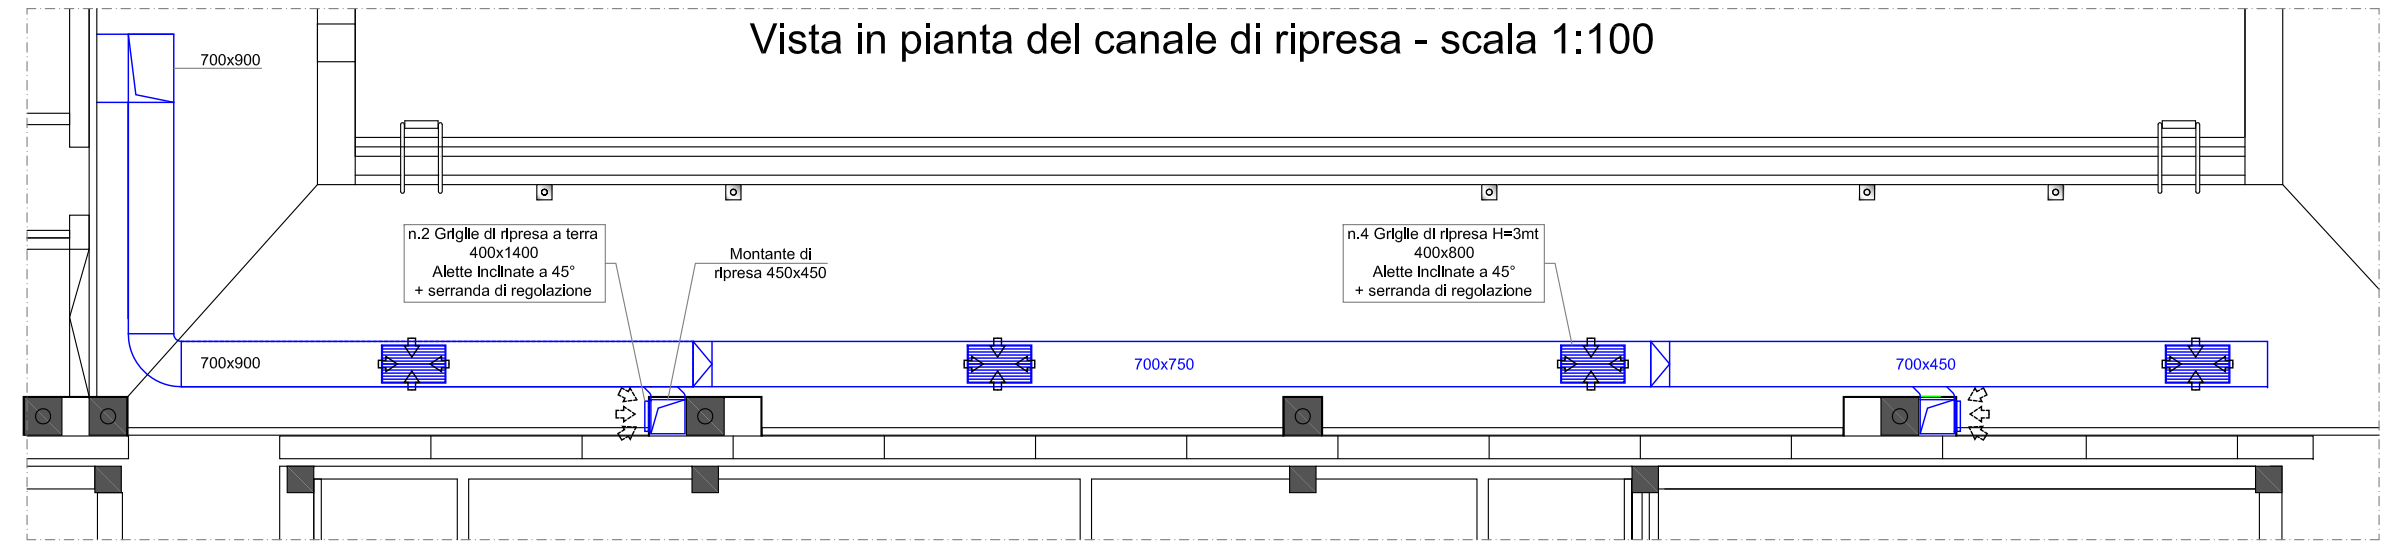 Vista in pianta del canale di ripresa - scala 1:100
700x900
n.2 Griglie di ripresa a terra
400x1400
Alette inclinate a 45°
+ serranda di regolazione
Montante di
ripresa 450x450
n.4 Griglie di ripresa H=3mt
400x800
Alette inclinate a 45°
+ serranda di regolazione
700x900
700x750
700x450